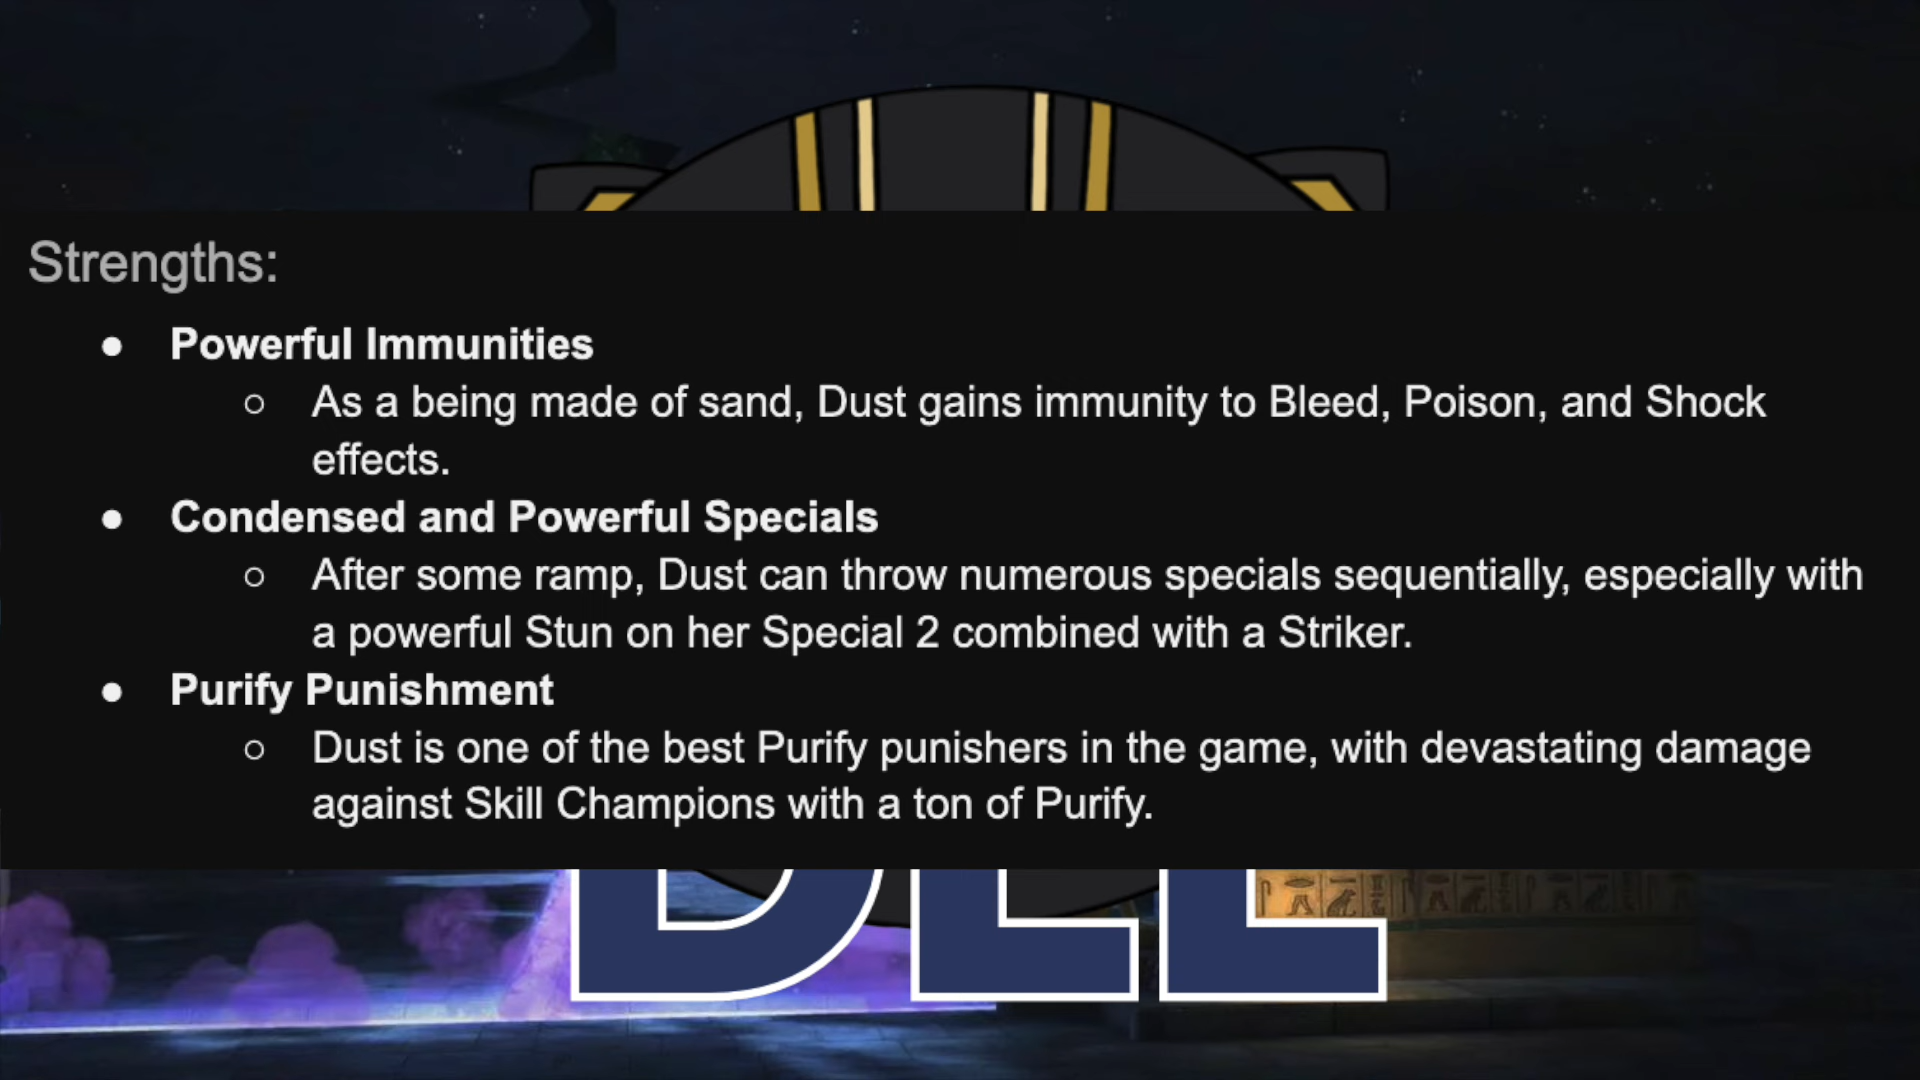 Strengths:
● Powerful Immunities
○ As a being made of sand, Dust gains immunity to Bleed, Poison, and Shock
effects.
● Condensed and Powerful Specials
○ After some ramp, Dust can throw numerous specials sequentially, especially with
a powerful Stun on her Special 2 combined with a Striker.
● Purify Punishment
○ Dust is one of the best Purify punishers in the game, with devastating damage
against Skill Champions with a ton of Purify.